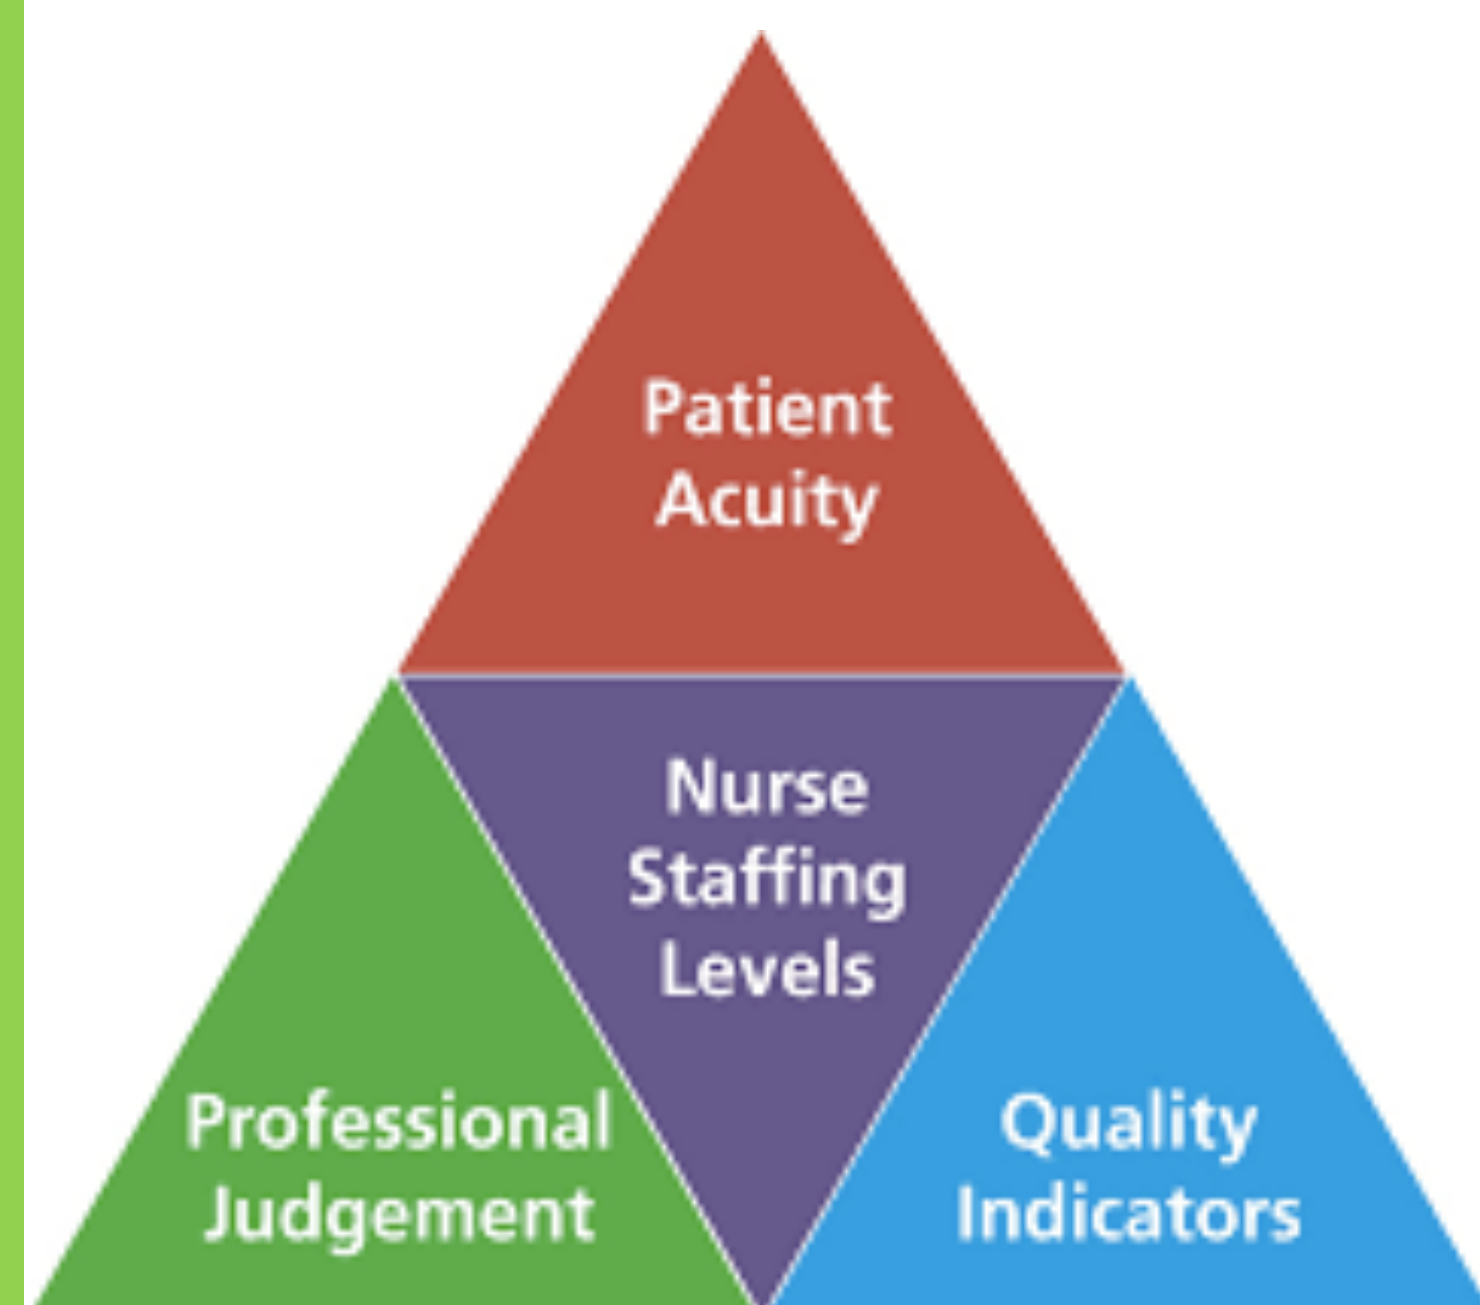 Patient
Acuity
Nurse
Staffing
Levels
Professional
Judgement
Quality
Indicators